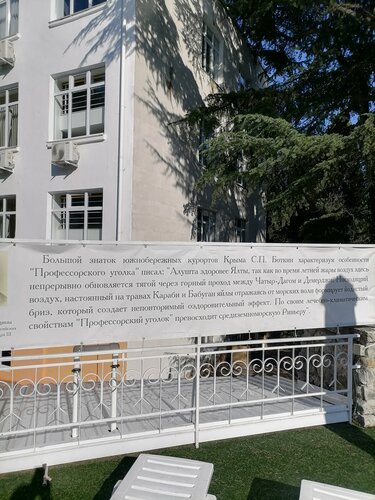 Большой знаток южнобережных курортов Крыма С.П. Боткин характеризуя особенности
"Профессорского уголка" писал: "Алушта здоровее Ялты, так как во время летней жары воздух здесь
непрерывно обновляется тягой через горный проход между Чатыр-Дагом и Демерджи. Нисходящий
воздух, настоянный на травах Караби и Бабуган яйлы отражаясь от морских волн формирует
бриз, который создает неповторимый оздоровительный эффект. По своим лечебно-климатическим
свойствам "Профессорский уголок" превосходит средиземноморскую Ривьеру".